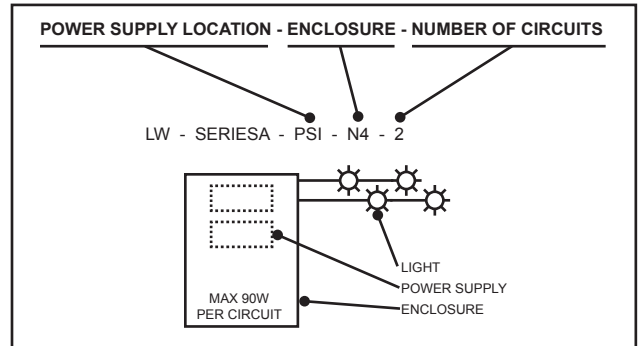 POWER SUPPLY LOCATION - ENCLOSURE - NUMBER OF CIRCUITS
LW - SERIESA - PSI - N4 - 2
LIGHT
POWER SUPPLY
MAX 90W
PER CIRCUIT
ENCLOSURE